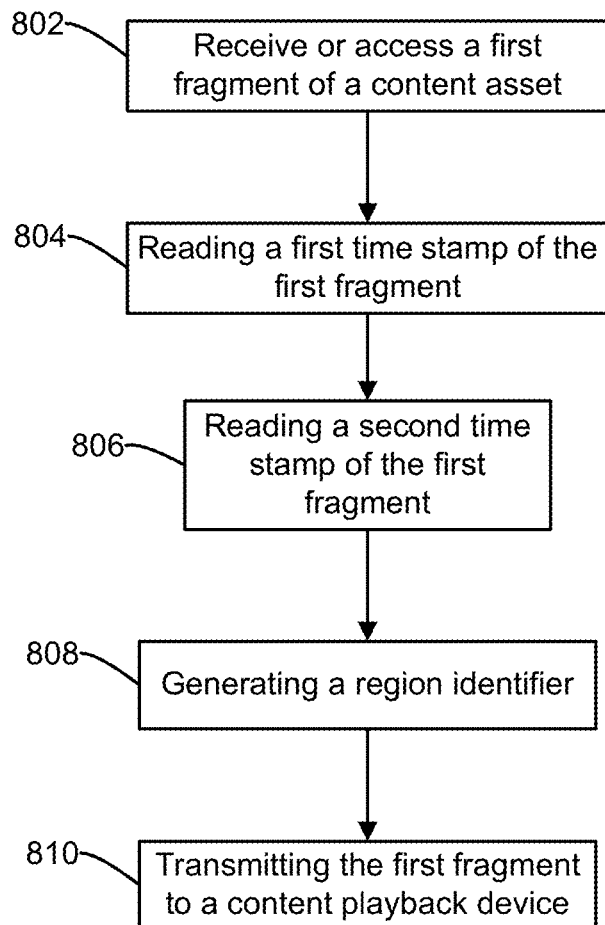 802
Receive or access a first
fragment of a content asset
804
Reading a first time stamp of the
first fragment
806
Reading a second time
stamp of the first
fragment
808
Generating a region identifier
810
Transmitting the first fragment
to a content playback device